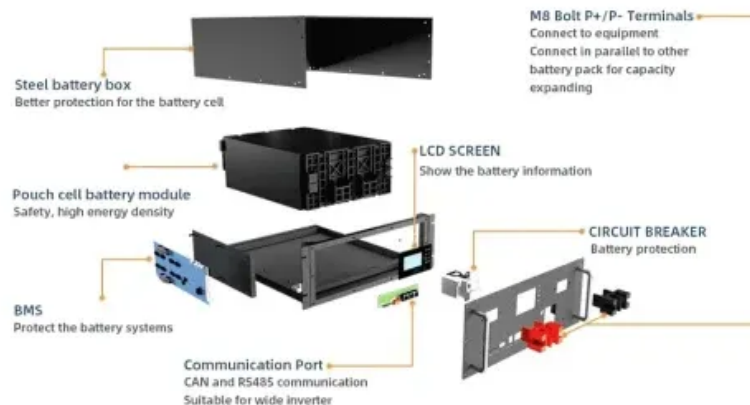 M8 Bolt P+/P- Terminals
Connect to equipment
Connect in parallel to other
battery pack for capacity
expanding
Steel battery box
Better protection for the battery cell
LCD SCREEN
Show the battery information
Pouch cell battery module
Safety, high energy density
CIRCUIT BREAKER
Battery protection
BMS
Protect the battery systems
Communication Port
CAN and RS485 communication
Suitable for wide inverter